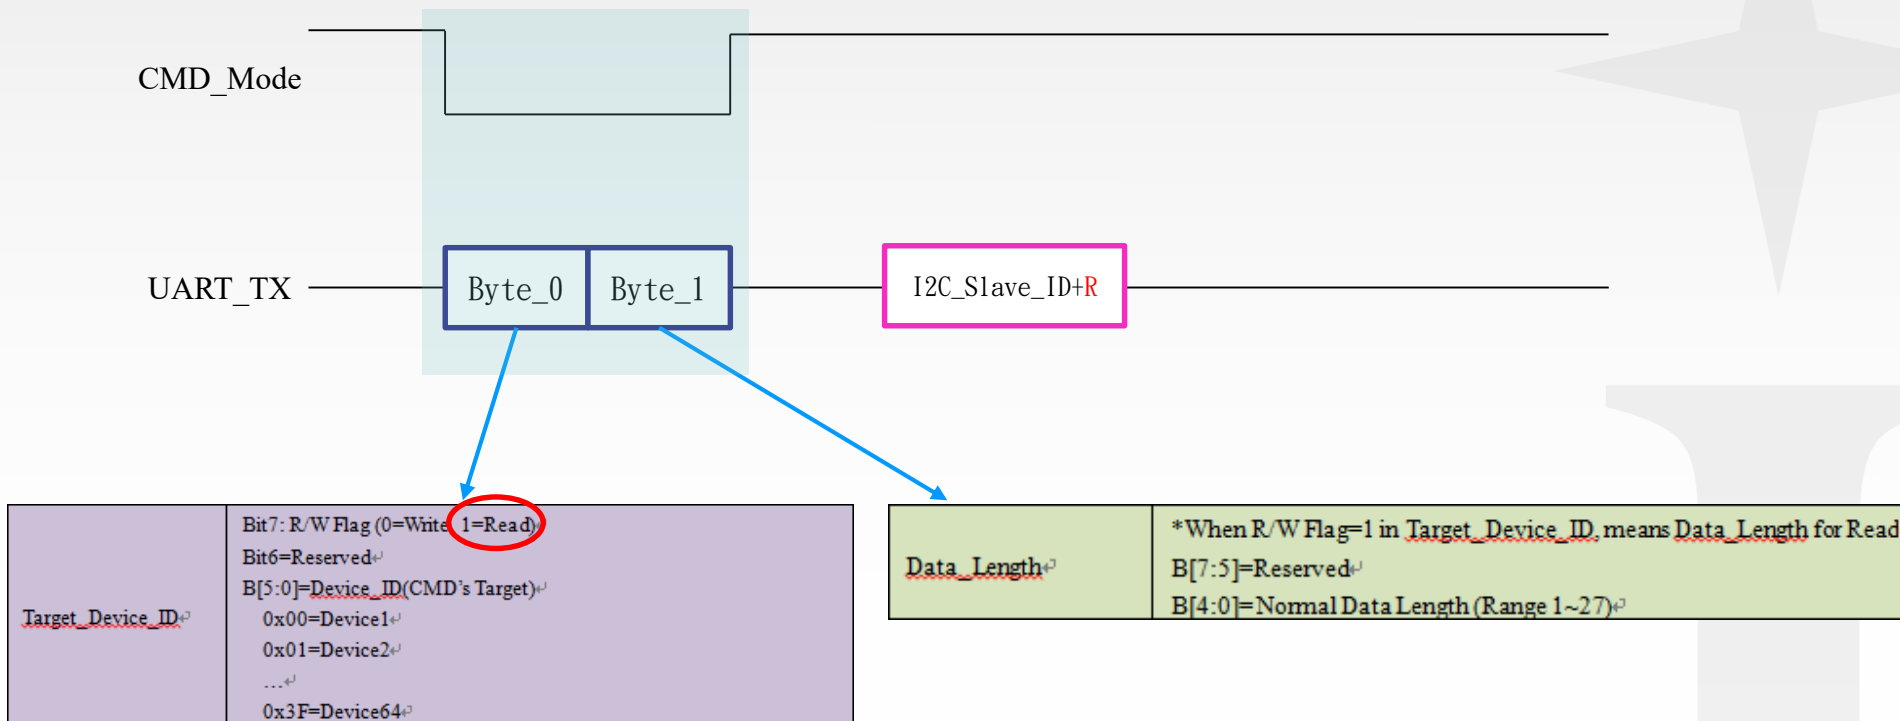 CMD_Mode
UART_TX
Byte_0
Byte_1
I2C_Slave_ID+R
Target_Device_ID
Bit7: R/W Flag (0=Write 1=Read)
Bit6=Reserved
B[5:0]=Device_ID(CMD's Target)
0x00=Device1
0x01=Device2
...
0x3F=Device64
Data_Length
*When R/W Flag=1 in Target_Device_ID, means Data_Length for Read
B[7:5]=Reserved
B[4:0]=Normal Data Length (Range 1~27)